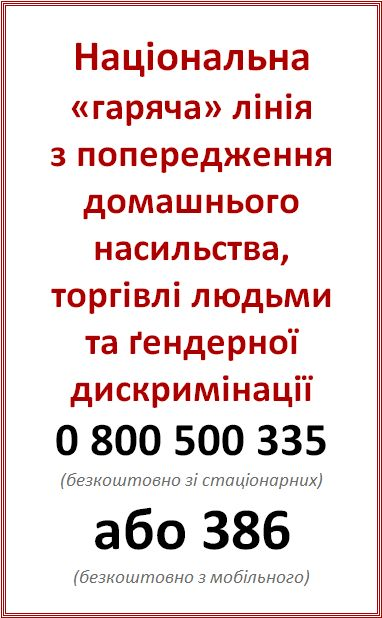 Національна
«гаряча» лінія
з попередження
домашнього
насильства,
торгівлі людьми
та ґендерної
дискримінації
0 800 500 335
(безкоштовно зі стаціонарних)
або 386
(безкоштовно з мобільного)